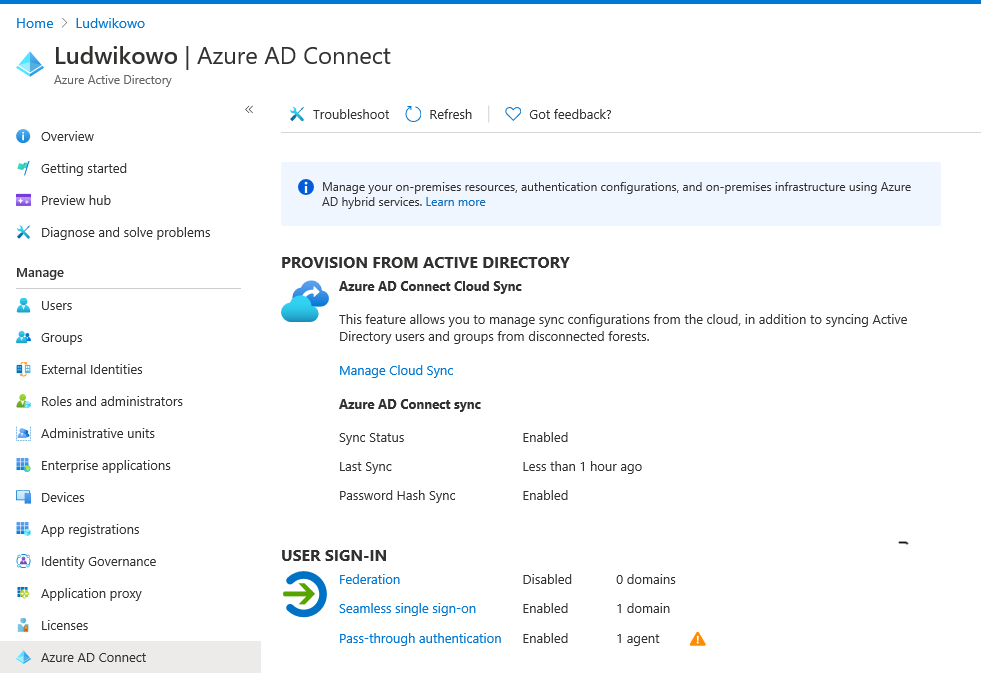 Home > Ludwikowo
Ludwikowo | Azure AD Connect
Azure Active Directory
«
Overview
Getting started
Preview hub
Diagnose and solve problems
Manage
Users
Groups
External Identities
Roles and administrators
Administrative units
Enterprise applications
Devices
App registrations
Identity Governance
Application proxy
Licenses
Azure AD Connect
Troubleshoot Refresh Got feedback?
Manage your on-premises resources, authentication configurations, and on-premises infrastructure using Azure
AD hybrid services. Learn more
PROVISION FROM ACTIVE DIRECTORY
Azure AD Connect Cloud Sync
This feature allows you to manage sync configurations from the cloud, in addition to syncing Active
Directory users and groups from disconnected forests.
Manage Cloud Sync
Azure AD Connect sync
Sync Status Enabled
Last Sync Less than 1 hour ago
Password Hash Sync Enabled
USER SIGN-IN
Federation Disabled 0 domains
Seamless single sign-on Enabled 1 domain
Pass-through authentication Enabled 1 agent